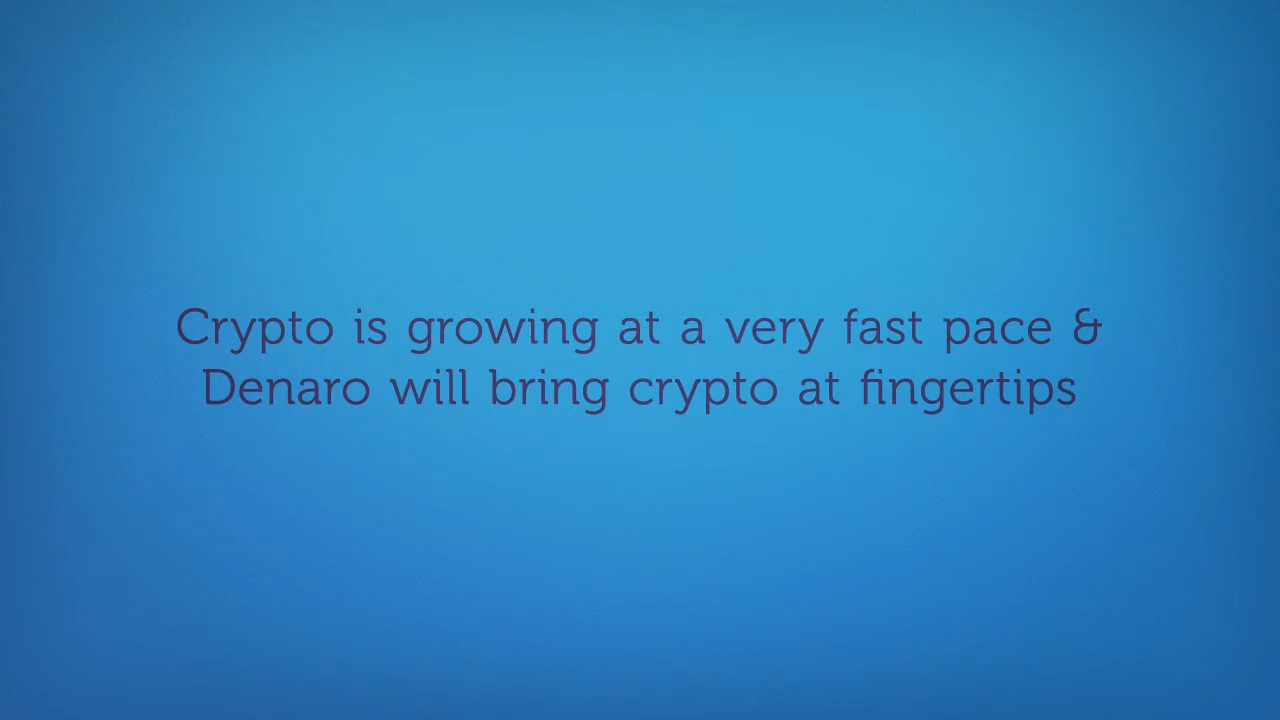 Crypto is growing at a very fast pace &
Denaro will bring crypto at fingertips